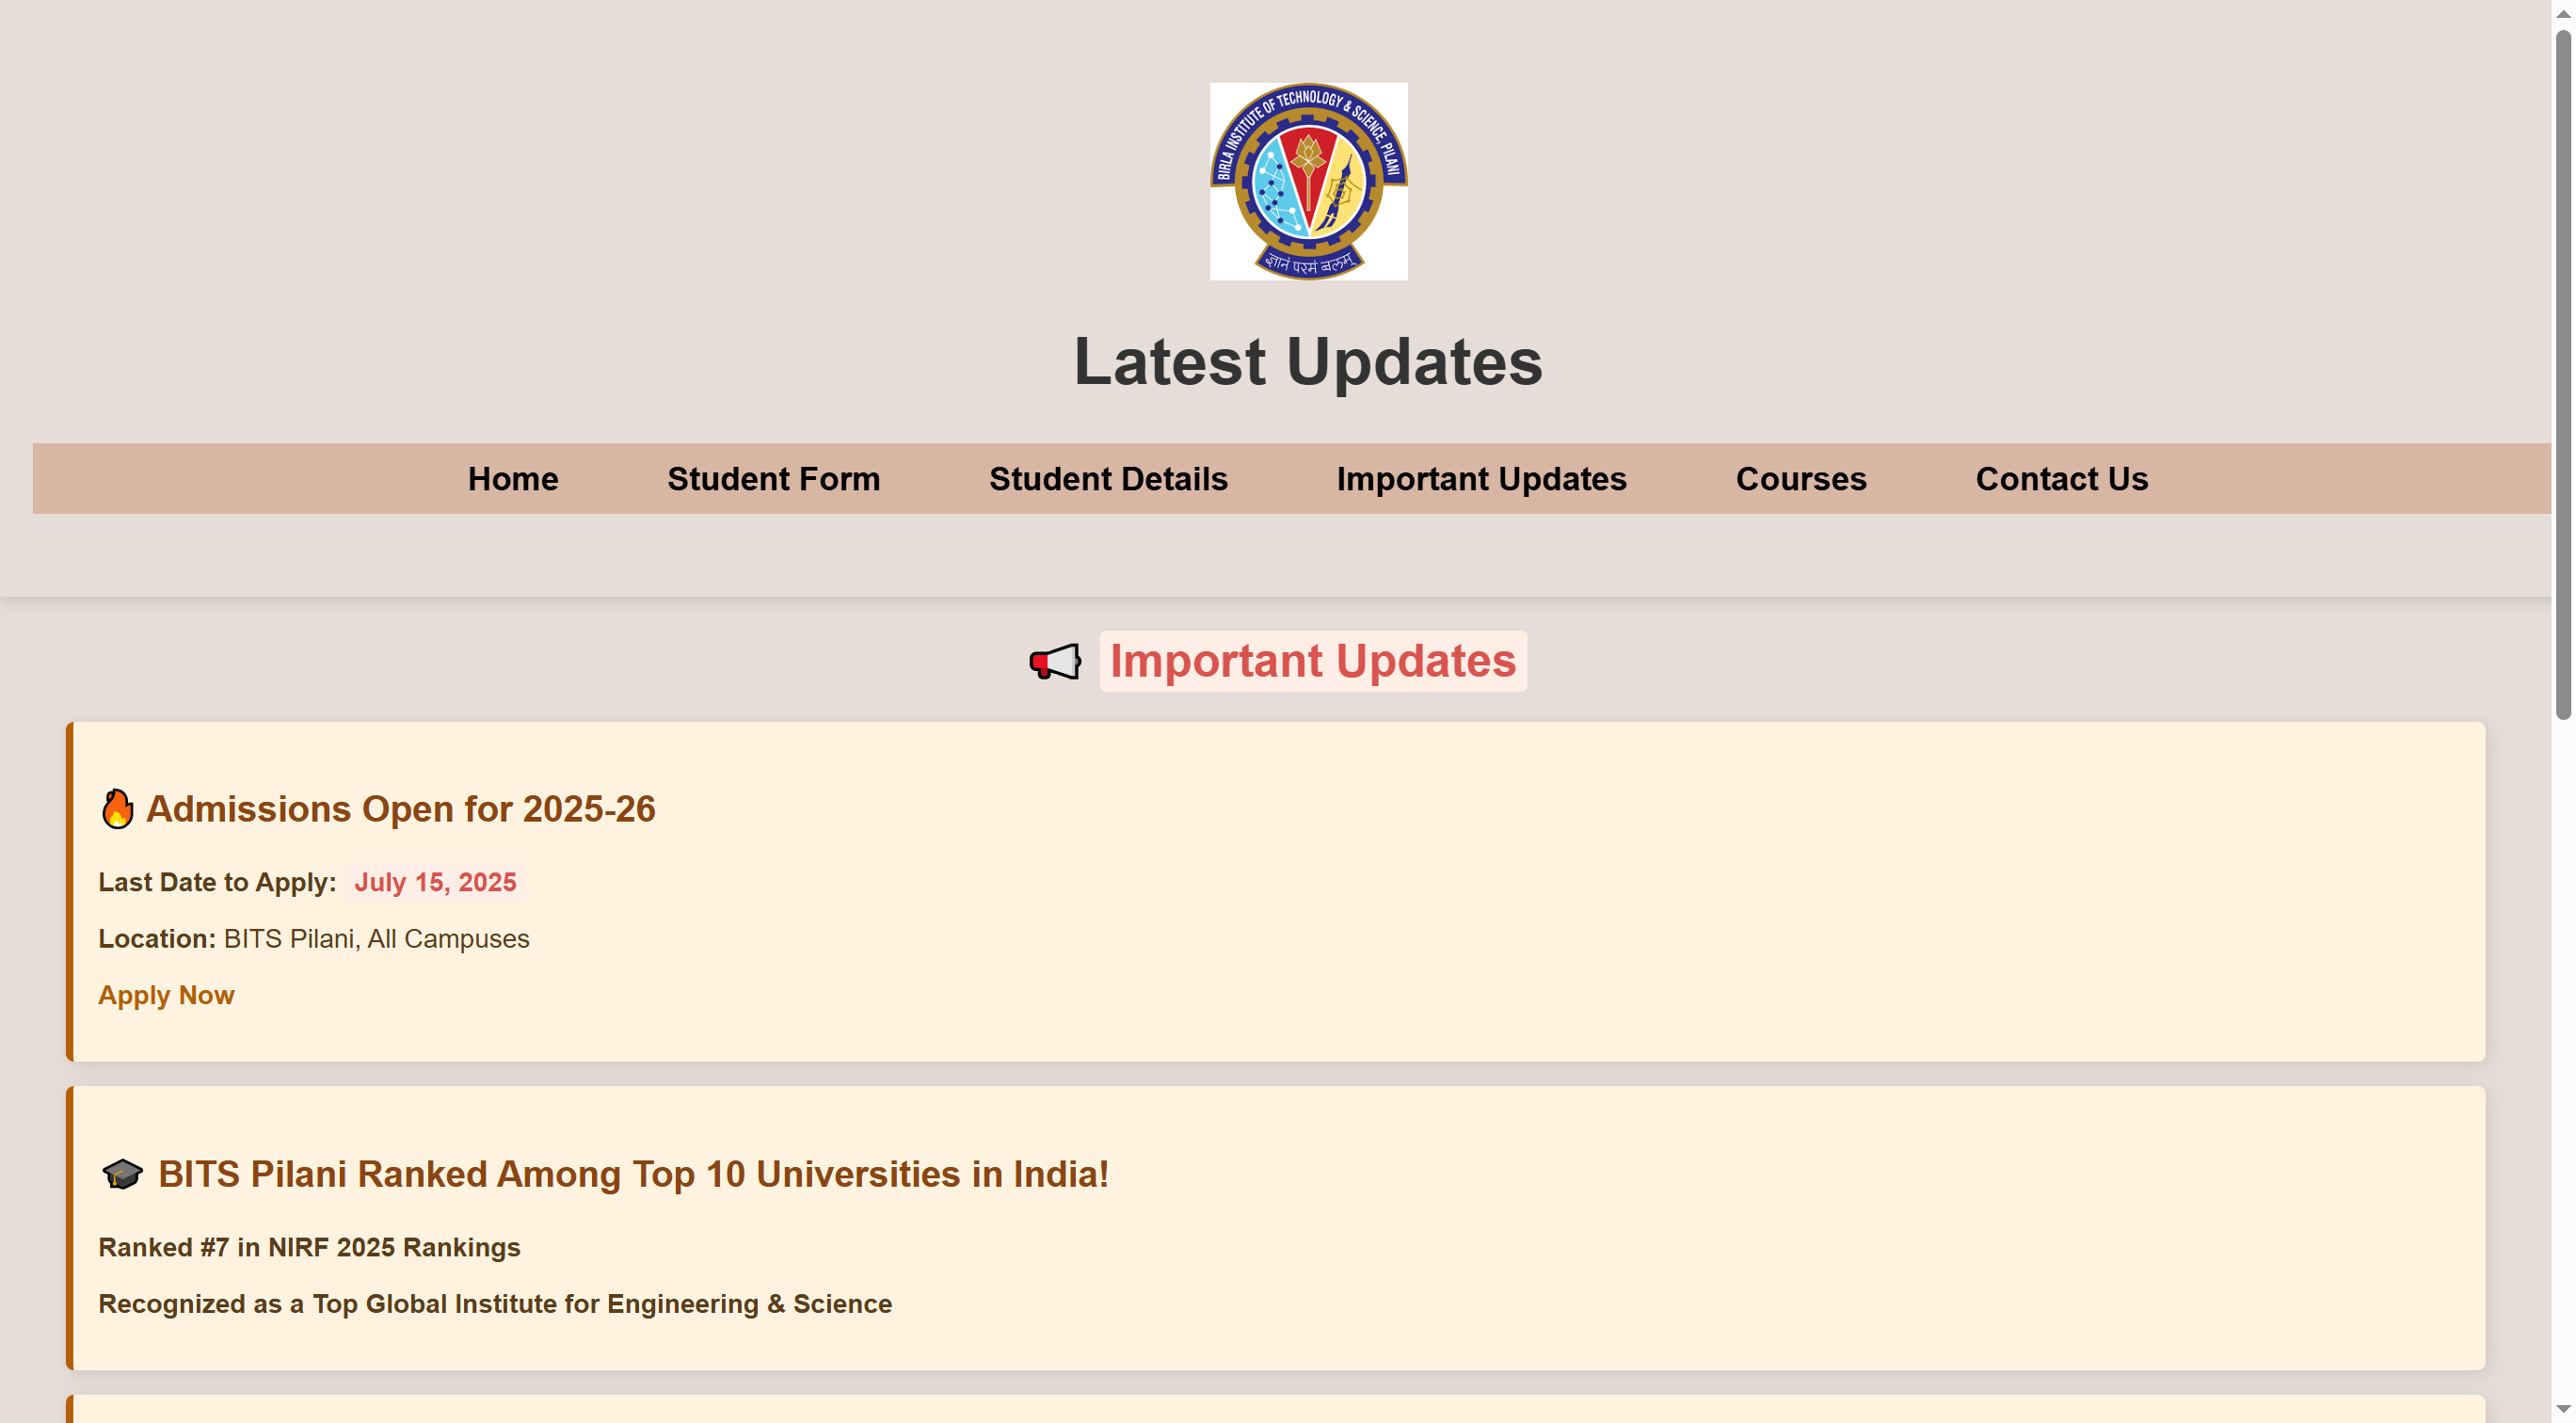 BIRLA INSTITUTE OF TECHNOLOGY & SCIENCE, PILANI
ज्ञानं परमं बलम्
Latest Updates
Home Student Form Student Details Important Updates Courses Contact Us
Important Updates
Admissions Open for 2025-26
Last Date to Apply: July 15, 2025
Location: BITS Pilani, All Campuses
Apply Now
BITS Pilani Ranked Among Top 10 Universities in India!
Ranked #7 in NIRF 2025 Rankings
Recognized as a Top Global Institute for Engineering & Science